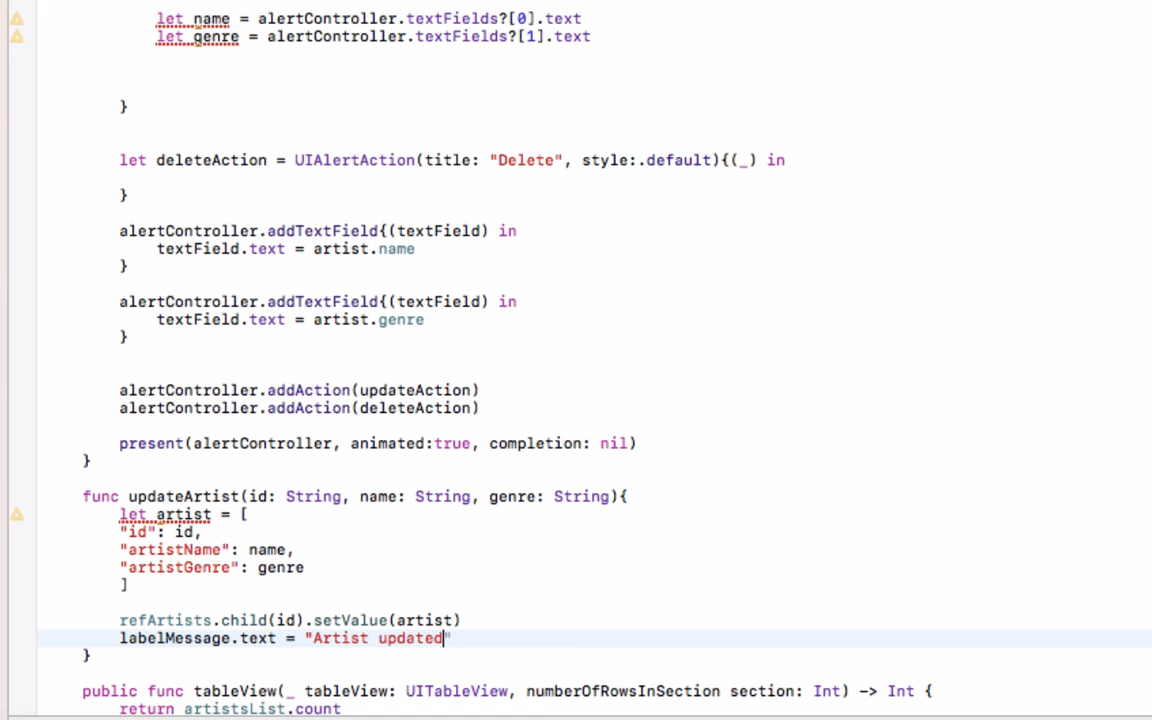 let name = alertController.textFields?[0].text
let genre = alertController.textFields?[1].text
}
let deleteAction = UIAlertAction(title: "Delete", style:.default){(_) in
}
alertController.addTextField{(textField) in
textField.text = artist.name
}
alertController.addTextField{(textField) in
textField.text = artist.genre
}
alertController.addAction(updateAction)
alertController.addAction(deleteAction)
present(alertController, animated:true, completion: nil)
}
func updateArtist(id: String, name: String, genre: String){
let artist = [
"id": id,
"artistName": name,
"artistGenre": genre
]
refArtists.child(id).setValue(artist)
labelMessage.text = "Artist updated"
}
public func tableView(_ tableView: UITableView, numberOfRowsInSection section: Int) -> Int {
return artistsList.count